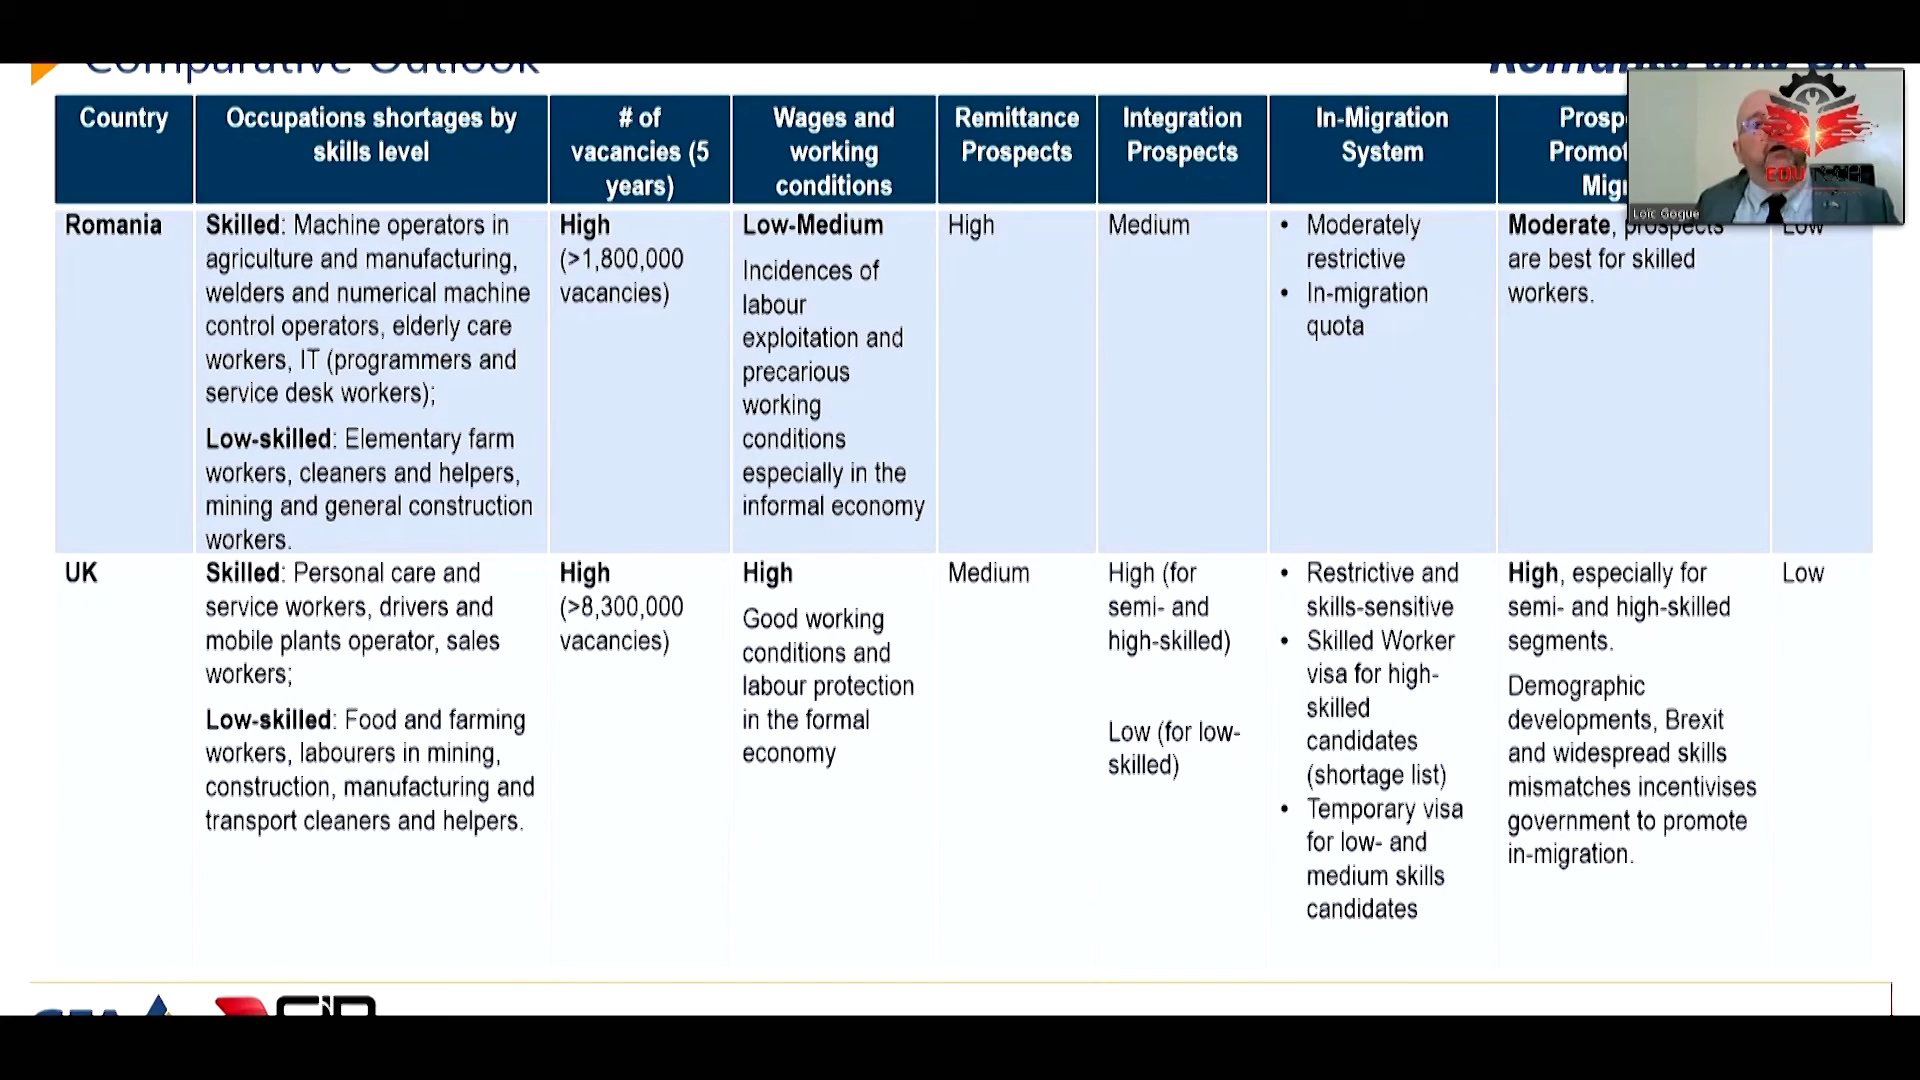 Comparative Outlook
Country
Occupations shortages by
skills level
# of
vacancies (5
years)
Wages and
working
conditions
Remittance
Prospects
Integration
Prospects
In-Migration
System
Loïc Gogue
Romania
Skilled: Machine operators in
agriculture and manufacturing,
welders and numerical machine
control operators, elderly care
workers, IT (programmers and
service desk workers);
Low-skilled: Elementary farm
workers, cleaners and helpers,
mining and general construction
workers.
High
(>1,800,000
vacancies)
Low-Medium
Incidences of
labour
exploitation and
precarious
working
conditions
especially in the
informal economy
High
Medium
• Moderately
restrictive
• In-migration
quota
Moderate, prospects
are best for skilled
workers.
Low
UK
Skilled: Personal care and
service workers, drivers and
mobile plants operator, sales
workers;
Low-skilled: Food and farming
workers, labourers in mining,
construction, manufacturing and
transport cleaners and helpers.
High
(>8,300,000
vacancies)
High
Good working
conditions and
labour protection
in the formal
economy
Medium
High (for
semi- and
high-skilled)
Low (for low-
skilled)
• Restrictive and
skills-sensitive
• Skilled Worker
visa for high-
skilled
candidates
(shortage list)
• Temporary visa
for low- and
medium skills
candidates
High, especially for
semi- and high-skilled
segments.
Demographic
developments, Brexit
and widespread skills
mismatches incentivises
government to promote
in-migration.
Low